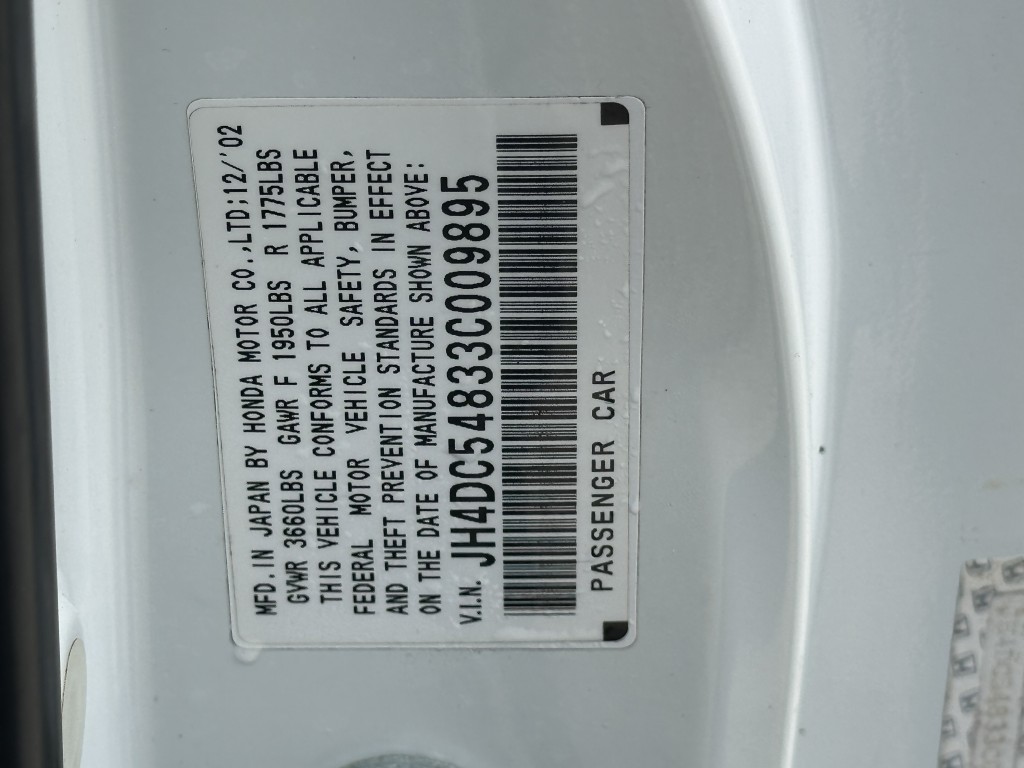 MFD.IN JAPAN BY HONDA MOTOR CO.,LTD;12/'02
GVWR 3660LBS GAWR F 1950LBS R 1775LBS
THIS VEHICLE CONFORMS TO ALL APPLICABLE
FEDERAL MOTOR VEHICLE SAFETY, BUMPER,
AND THEFT PREVENTION STANDARDS IN EFFECT
ON THE DATE OF MANUFACTURE SHOWN ABOVE:
V.I.N. JH4DC54833C009895
PASSENGER CAR